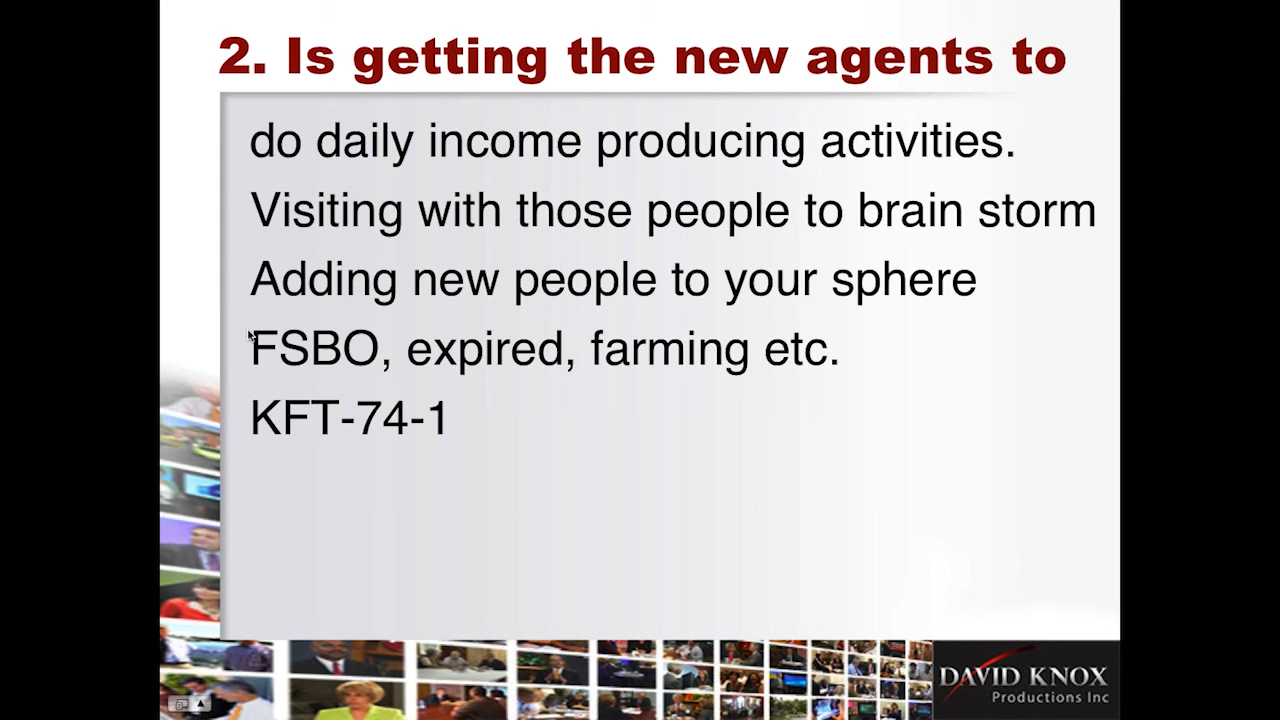 2. Is getting the new agents to
do daily income producing activities.
Visiting with those people to brain storm
Adding new people to your sphere
FSBO, expired, farming etc.
KFT-74-1
DAVID KNOX
Productions Inc